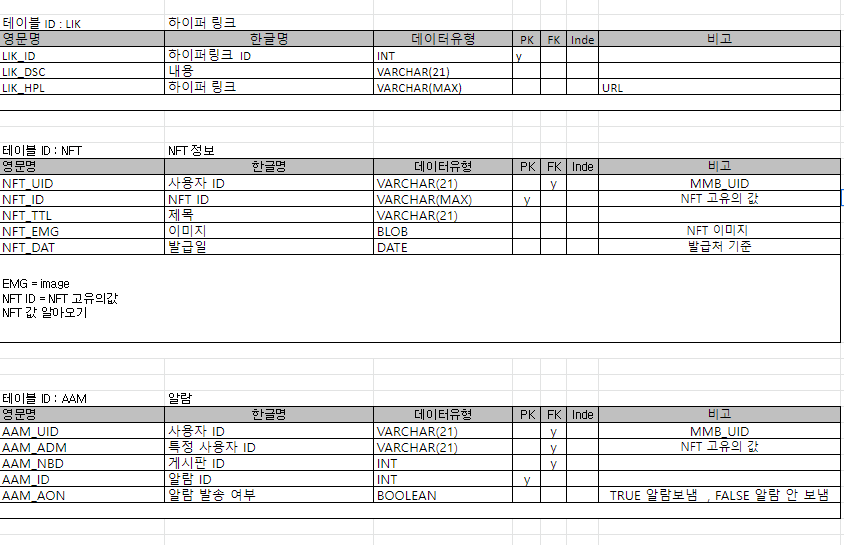 테이블 ID : LIK 하이퍼 링크
영문명 한글명 데이터유형 PK FK Inde 비고
LIK_ID 하이퍼링크 ID INT y
LIK_DSC 내용 VARCHAR(21)
LIK_HPL 하이퍼 링크 VARCHAR(MAX) URL
테이블 ID : NFT NFT 정보
영문명 한글명 데이터유형 PK FK Inde 비고
NFT_UID 사용자 ID VARCHAR(21) y MMB_UID
NFT_ID NFT ID VARCHAR(MAX) y NFT 고유의 값
NFT_TTL 제목 VARCHAR(21)
NFT_EMG 이미지 BLOB NFT 이미지
NFT_DAT 발급일 DATE 발급처 기준
EMG = image
NFT ID = NFT 고유의값
NFT 값 알아오기
테이블 ID : AAM 알람
영문명 한글명 데이터유형 PK FK Inde 비고
AAM_UID 사용자 ID VARCHAR(21) y MMB_UID
AAM_ADM 특정 사용자 ID VARCHAR(21) y NFT 고유의 값
AAM_NBD 게시판 ID INT y
AAM_ID 알람 ID INT y
AAM_AON 알람 발송 여부 BOOLEAN TRUE 알람보냄 , FALSE 알람 안 보냄